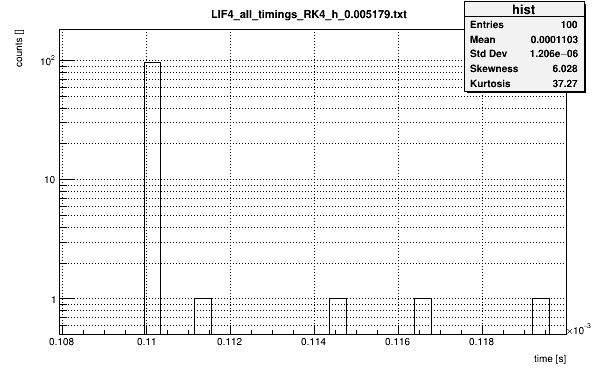 LIF4_all_timings_RK4_h_0.005179.txt
hist
Entries 100
Mean 0.0001103
Std Dev 1.206e−06
Skewness 6.028
Kurtosis 37.27
counts []
10²
10
1
0.108 0.11 0.112 0.114 0.116 0.118
×10⁻³
time [s]